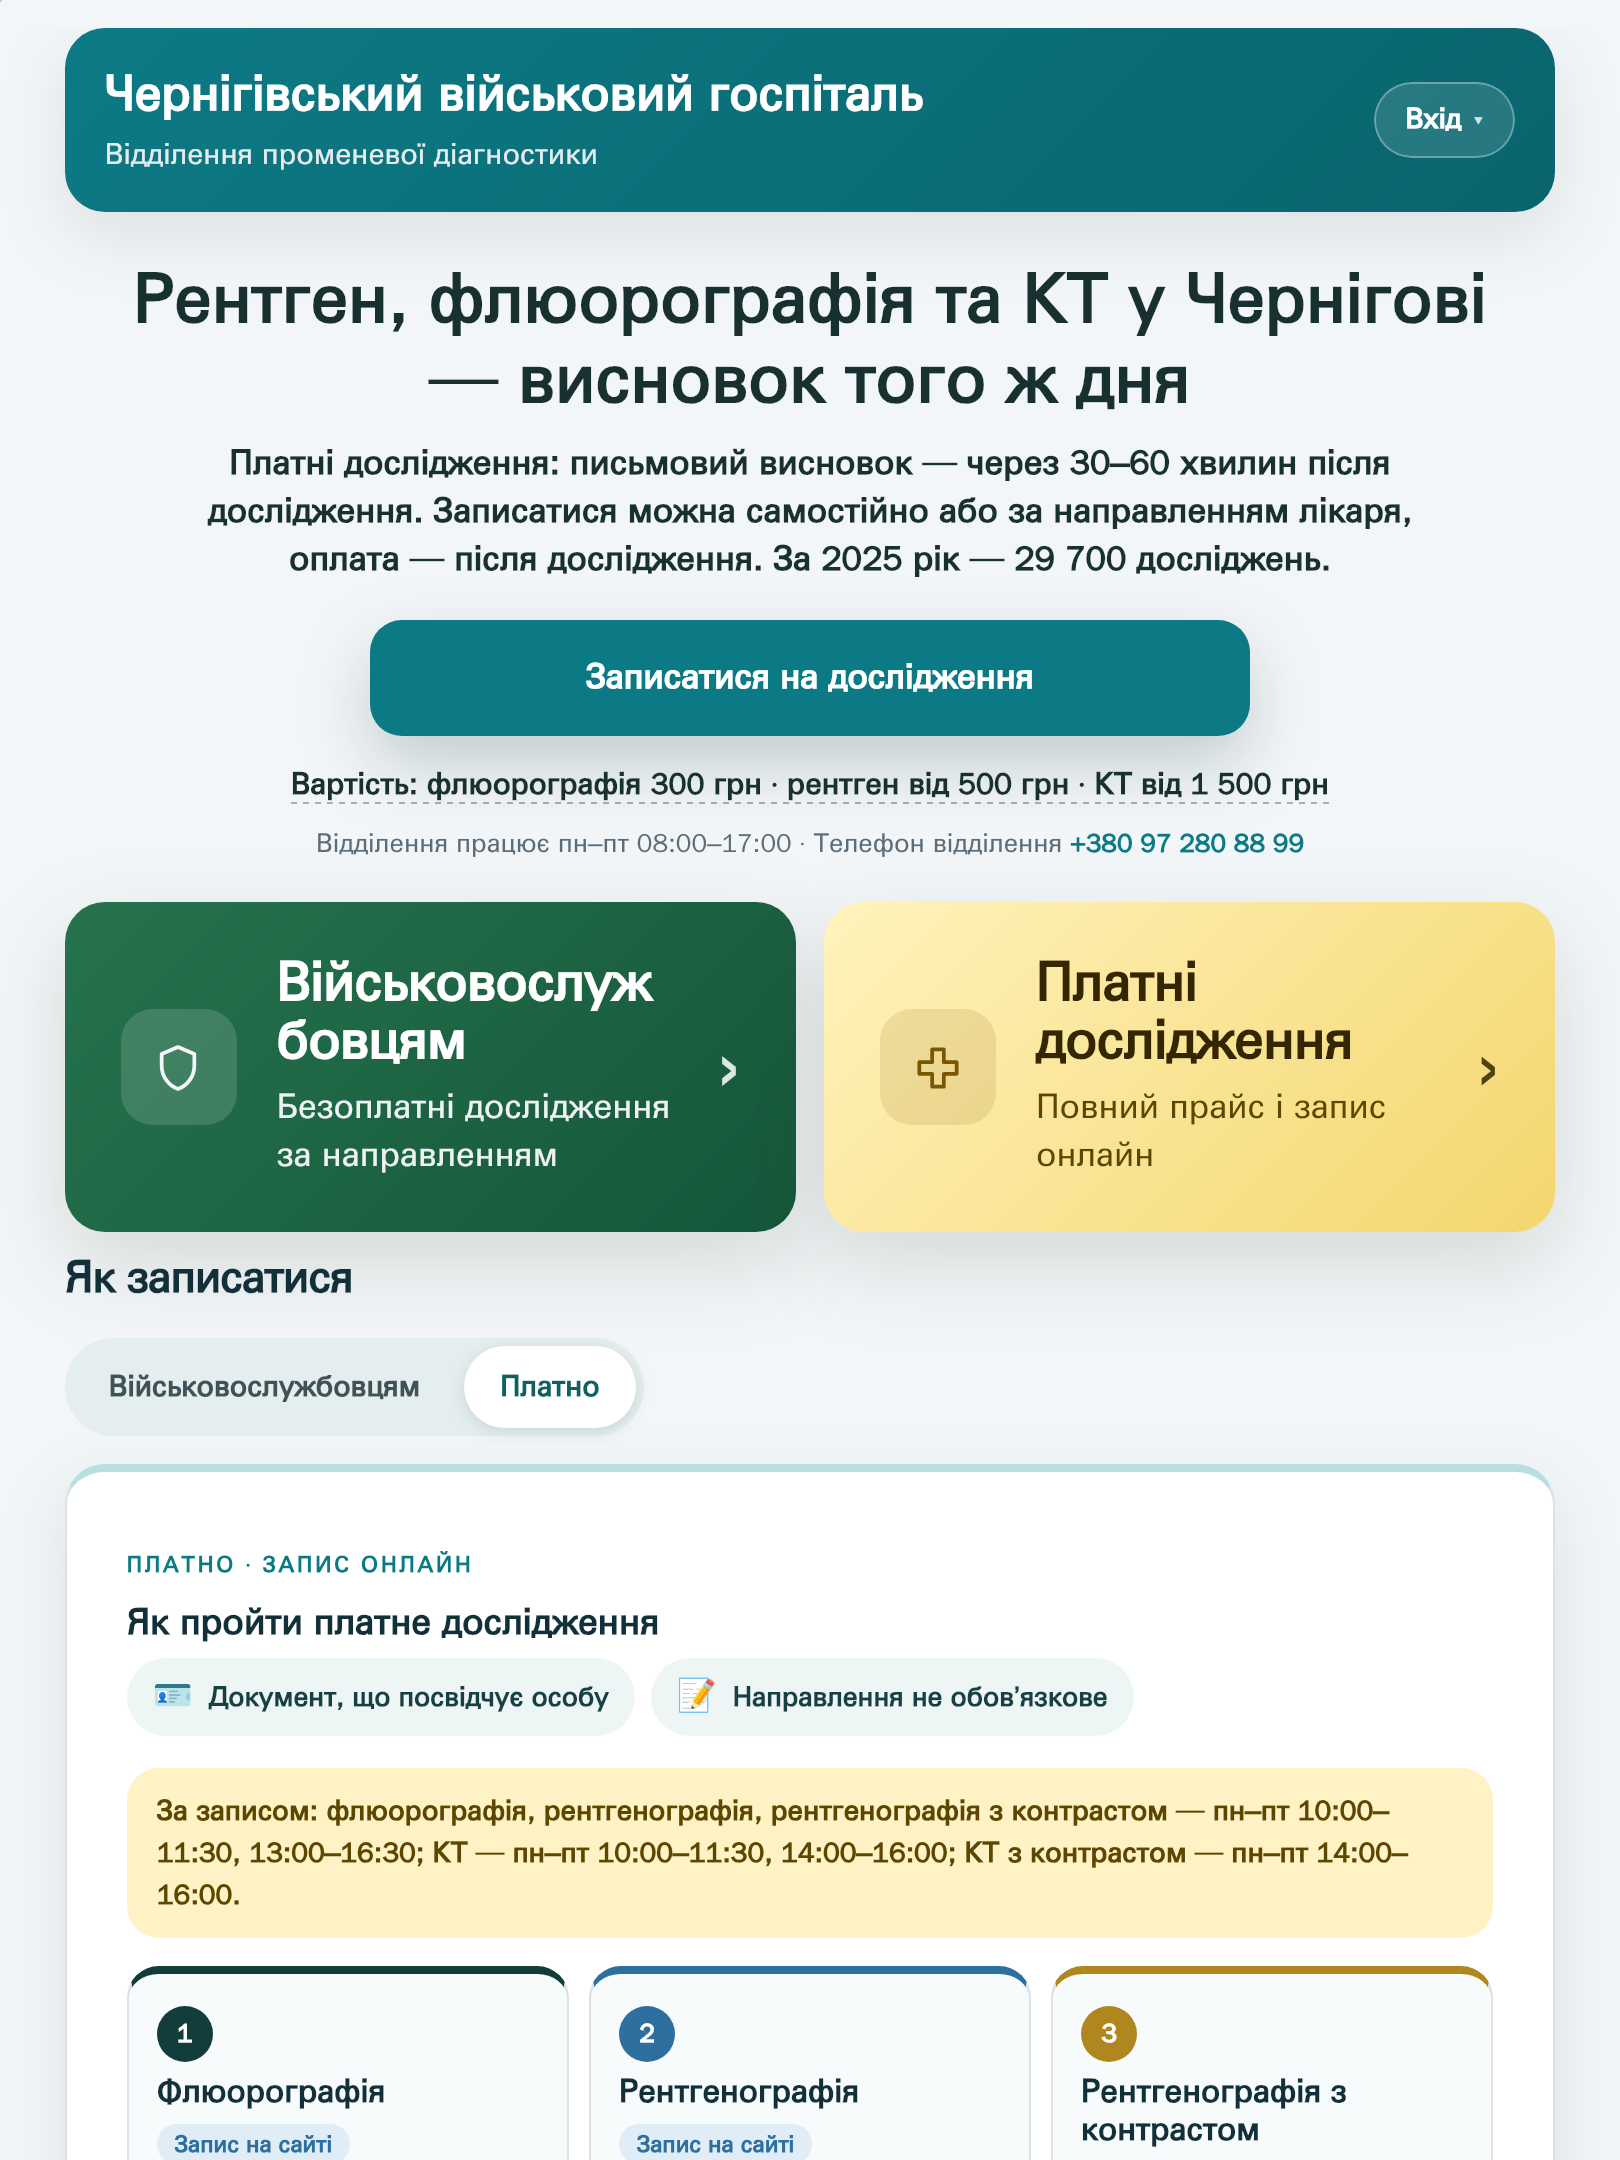 Чернігівський військовий госпіталь
Відділення променевої діагностики
Вхід ▾
Рентген, флюорографія та КТ у Чернігові
— висновок того ж дня
Платні дослідження: письмовий висновок — через 30–60 хвилин після
дослідження. Записатися можна самостійно або за направленням лікаря,
оплата — після дослідження. За 2025 рік — 29 700 досліджень.
Записатися на дослідження
Вартість: флюорографія 300 грн · рентген від 500 грн · КТ від 1 500 грн
Відділення працює пн–пт 08:00–17:00 · Телефон відділення +380 97 280 88 99
Військовослуж
бовцям
Безоплатні дослідження
за направленням
›
Платні
дослідження
Повний прайс і запис
онлайн
›
Як записатися
Військовослужбовцям
Платно
ПЛАТНО · ЗАПИС ОНЛАЙН
Як пройти платне дослідження
Документ, що посвідчує особу
Направлення не обов’язкове
За записом: флюорографія, рентгенографія, рентгенографія з контрастом — пн–пт 10:00–
11:30, 13:00–16:30; КТ — пн–пт 10:00–11:30, 14:00–16:00; КТ з контрастом — пн–пт 14:00–
16:00.
1
Флюорографія
Запис на сайті
2
Рентгенографія
Запис на сайті
3
Рентгенографія з
контрастом